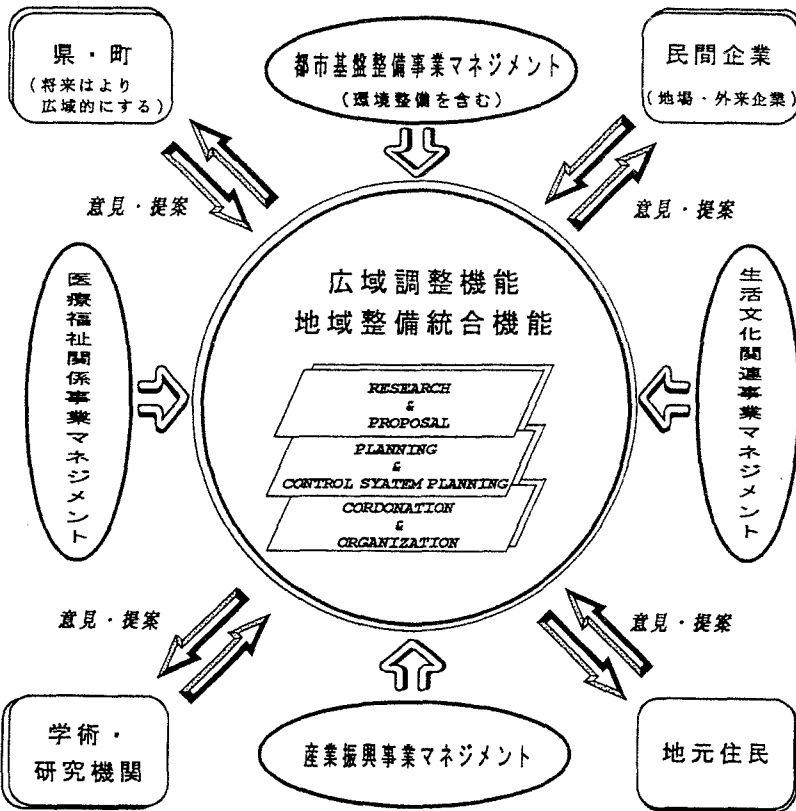 県・町
(将来はより
広域的にする)
都市基盤整備事業マネジメント
(環境整備を含む)
民間企業
(地場・外来企業)
意見・提案
意見・提案
医療福祉関係事業マネジメント
広域調整機能
地域整備統合機能
RESEARCH
&
PROPOSAL
PLANNING
&
CONTROL SYATEM PLANNING
CORDONATION
&
ORGANIZATION
生活文化関連事業マネジメント
意見・提案
意見・提案
学術・
研究機関
産業振興事業マネジメント
地元住民